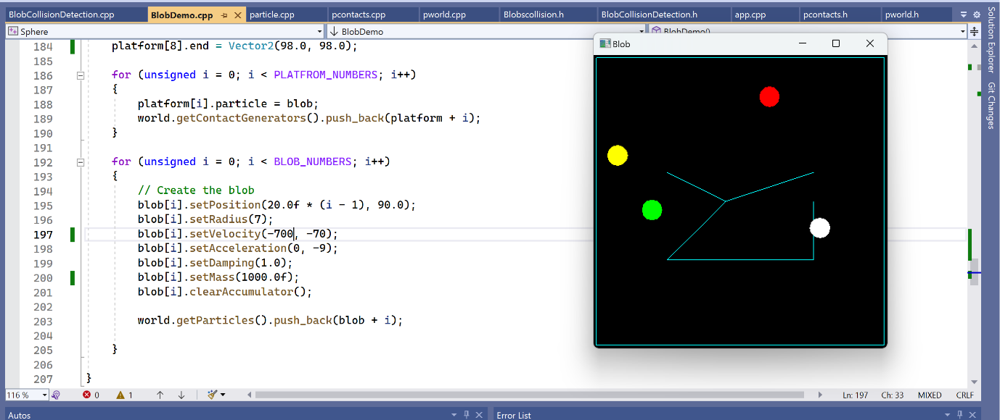 BlobCollisionDetection.cpp BlobDemo.cpp particle.cpp pcontacts.cpp pworld.cpp Blobscollision.h BlobCollisionDetection.h app.cpp pcontacts.h pworld.h
Sphere BlobDemo BlobDemo()
184 platform[8].end = Vector2(98.0, 98.0);
185
186 for (unsigned i = 0; i < PLATFROM_NUMBERS; i++)
187 {
188 platform[i].particle = blob;
189 world.getContactGenerators().push_back(platform + i);
190 }
191
192 for (unsigned i = 0; i < BLOB_NUMBERS; i++)
193 {
194 // Create the blob
195 blob[i].setPosition(20.0f * (i - 1), 90.0);
196 blob[i].setRadius(7);
197 blob[i].setVelocity(-700, -70);
198 blob[i].setAcceleration(0, -9);
199 blob[i].setDamping(1.0);
200 blob[i].setMass(1000.0f);
201 blob[i].clearAccumulator();
202
203 world.getParticles().push_back(blob + i);
204
205 }
206
207 }
Blob
Solution Explorer
Git Changes
116 % 0 1 Ln: 197 Ch: 33 MIXED CRLF
Autos Error List